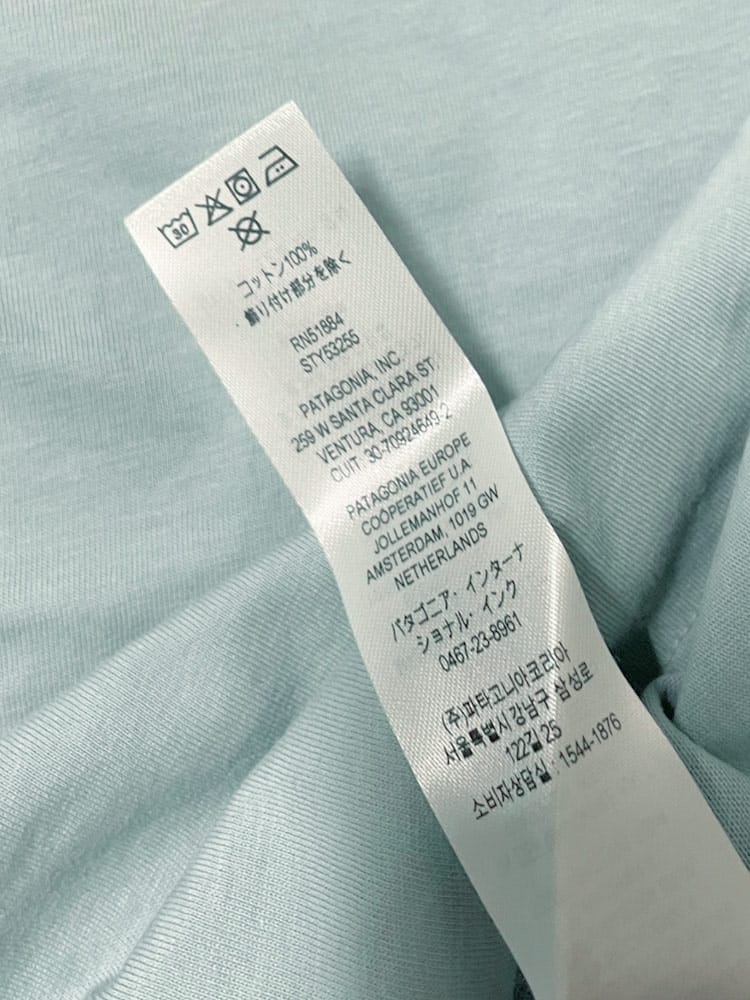 30
コットン100%
・飾り付け部分を除く
RN51884
STY53255
PATAGONIA, INC.
259 W SANTA CLARA ST.
VENTURA, CA 93001
CUIT: 30-70924649-2
PATAGONIA EUROPE
COÖPERATIEF U.A
JOLLEMANHOF 11
AMSTERDAM, 1019 GW
NETHERLANDS
パタゴニア・インターナ
ショナル・インク
0467-23-8961
(주)파타고니아코리아
서울특별시 강남구 삼성로
122길 25
소비자상담실 : 1544-1876